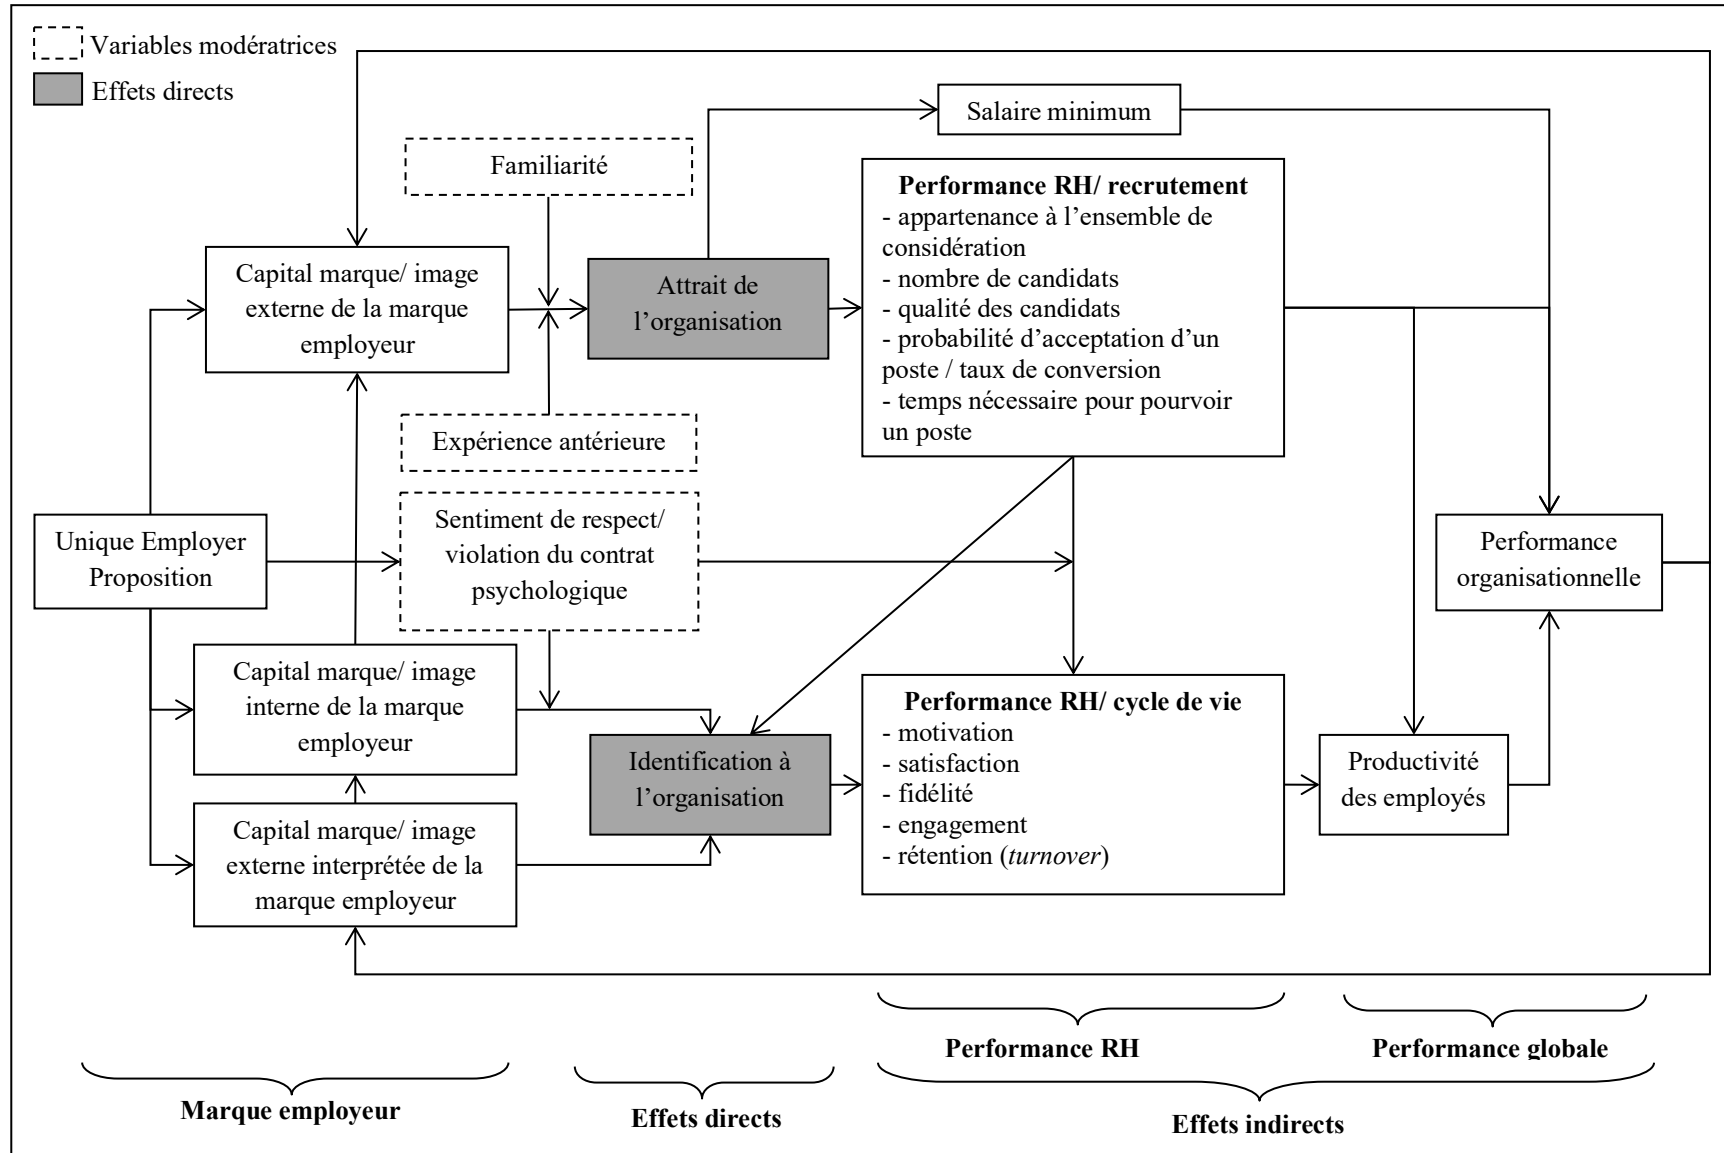 Variables modératrices
Effets directs
Salaire minimum
Familiarité
Performance RH/ recrutement
- appartenance à l’ensemble de
considération
- nombre de candidats
- qualité des candidats
- probabilité d’acceptation d’un
poste / taux de conversion
- temps nécessaire pour pourvoir
un poste
Capital marque/ image
externe de la marque
employeur
Attrait de
l’organisation
Expérience antérieure
Sentiment de respect/
violation du contrat
psychologique
Unique Employer
Proposition
Performance
organisationnelle
Capital marque/ image
interne de la marque
employeur
Performance RH/ cycle de vie
- motivation
- satisfaction
- fidélité
- engagement
- rétention (turnover)
Identification à
l’organisation
Productivité
des employés
Capital marque/ image
externe interprétée de la
marque employeur
Performance RH
Performance globale
Marque employeur
Effets directs
Effets indirects